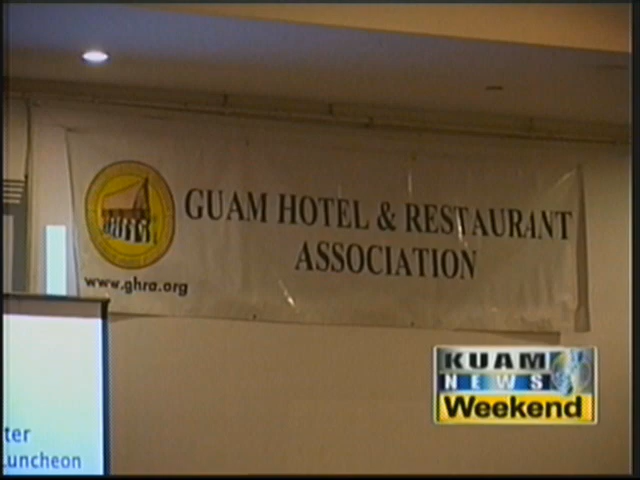 GUAM HOTEL & RESTAURANT
ASSOCIATION
www.ghra.org
KUAM
NEWS
Weekend
ter
Luncheon